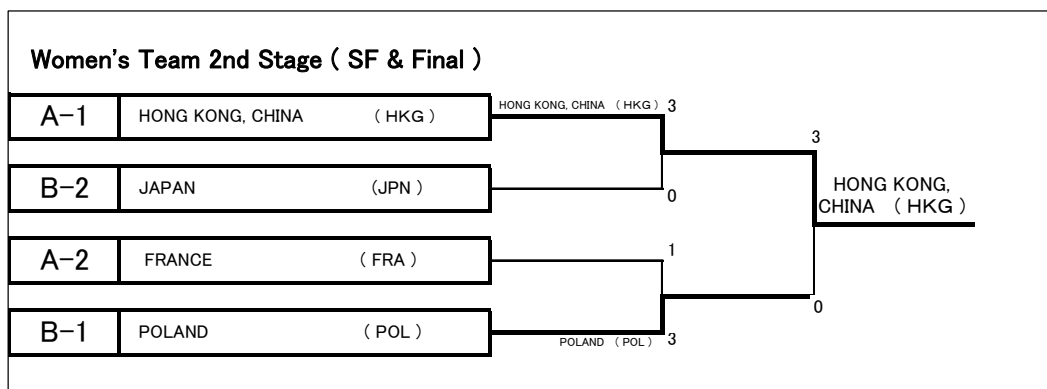 Women's Team 2nd Stage ( SF & Final )
A-1 HONG KONG, CHINA ( HKG )
HONG KONG, CHINA ( HKG ) 3
3
B-2 JAPAN (JPN )
0
HONG KONG,
CHINA ( HKG )
A-2 FRANCE ( FRA )
1
0
B-1 POLAND ( POL )
POLAND ( POL ) 3